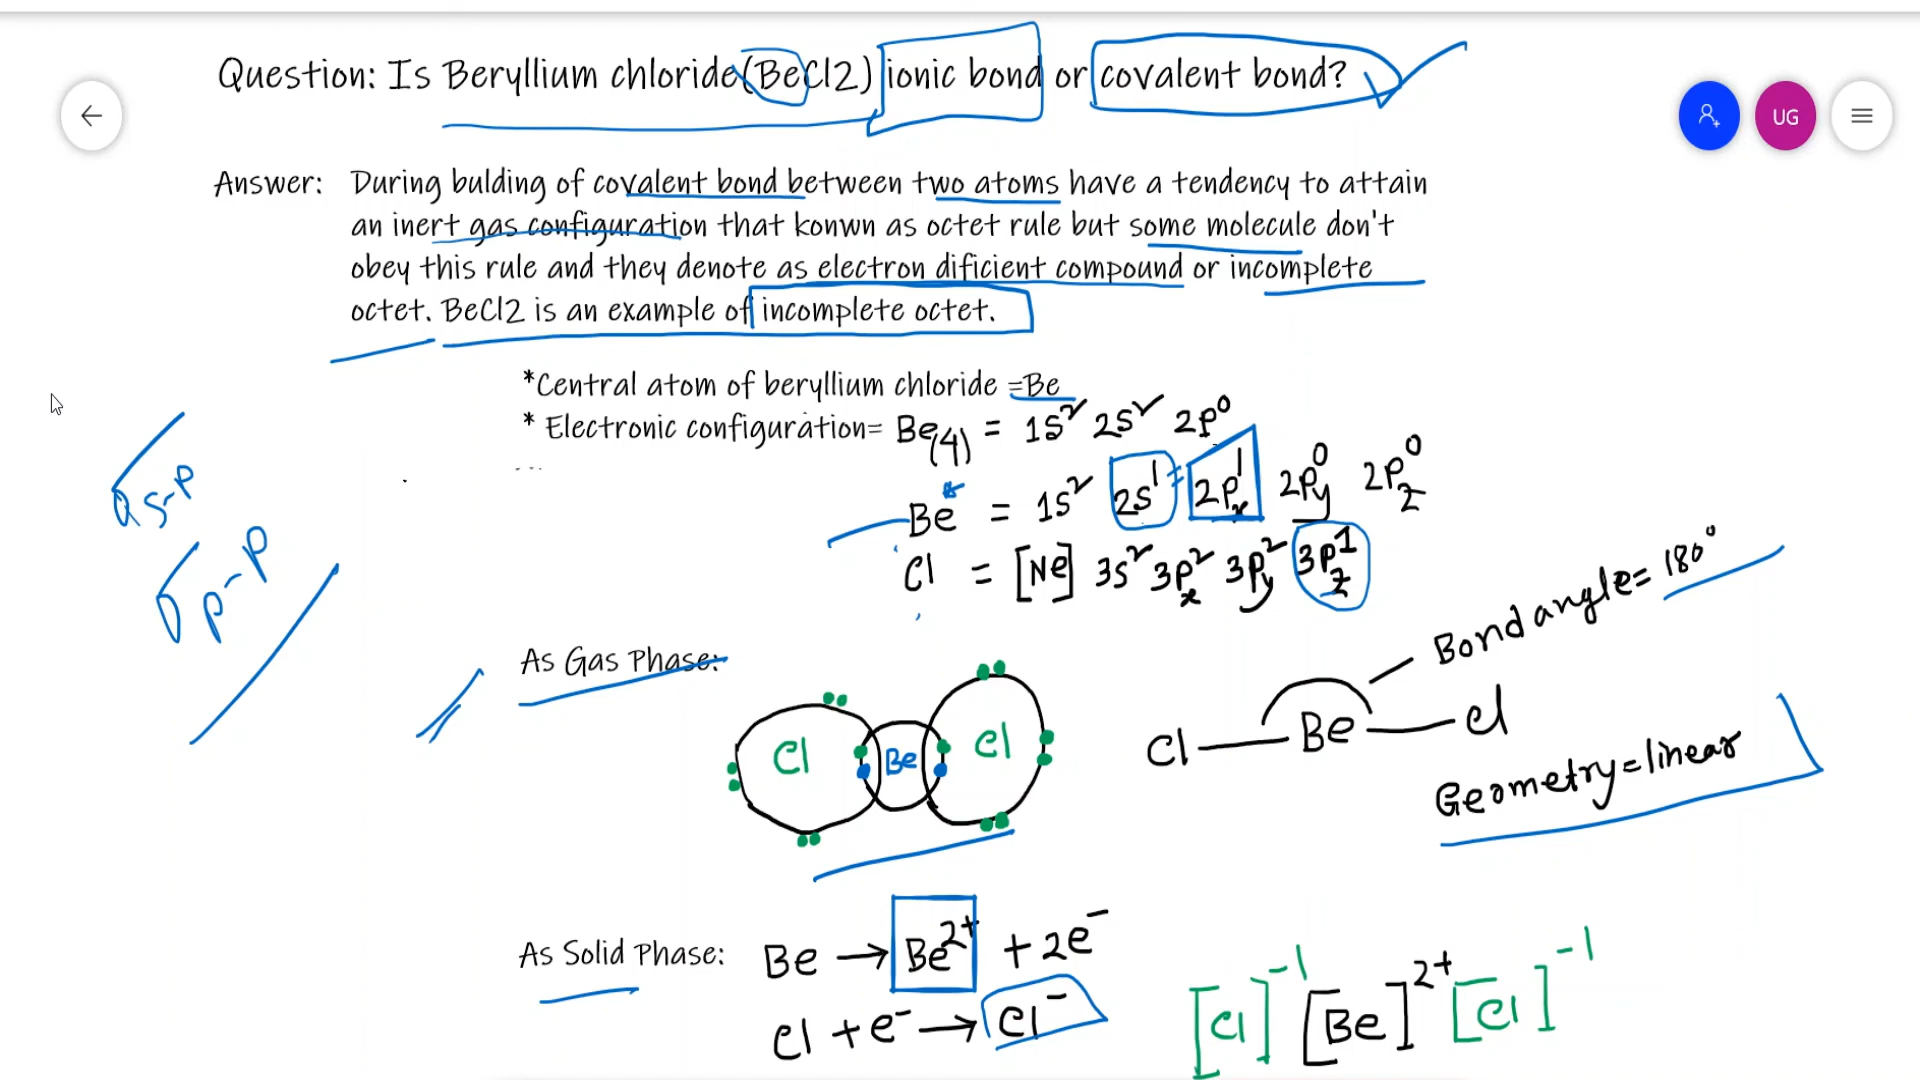 Question: Is Beryllium chloride(BeCl2) ionic bond or covalent bond?
UG
Answer: During bulding of covalent bond between two atoms have a tendency to attain
an inert gas configuration that konwn as octet rule but some molecule don't
obey this rule and they denote as electron dificient compound or incomplete
octet. BeCl2 is an example of incomplete octet.
*Central atom of beryllium chloride =Be
* Electronic configuration= Be(4) = 1s² 2s² 2p⁰
Be* = 1s² 2s¹ 2pₓ¹ 2py⁰ 2pz⁰
Cl = [Ne] 3s² 3pₓ² 3py² 3pz¹
σ s-p
σ p-p
Bond angle= 180°
As Gas Phase:
Cl Be Cl
Cl — Be — Cl
Geometry=linear
As Solid Phase: Be → Be²⁺ + 2e⁻
Cl + e⁻ → Cl⁻
[Cl]⁻¹ [Be]²⁺ [Cl]⁻¹